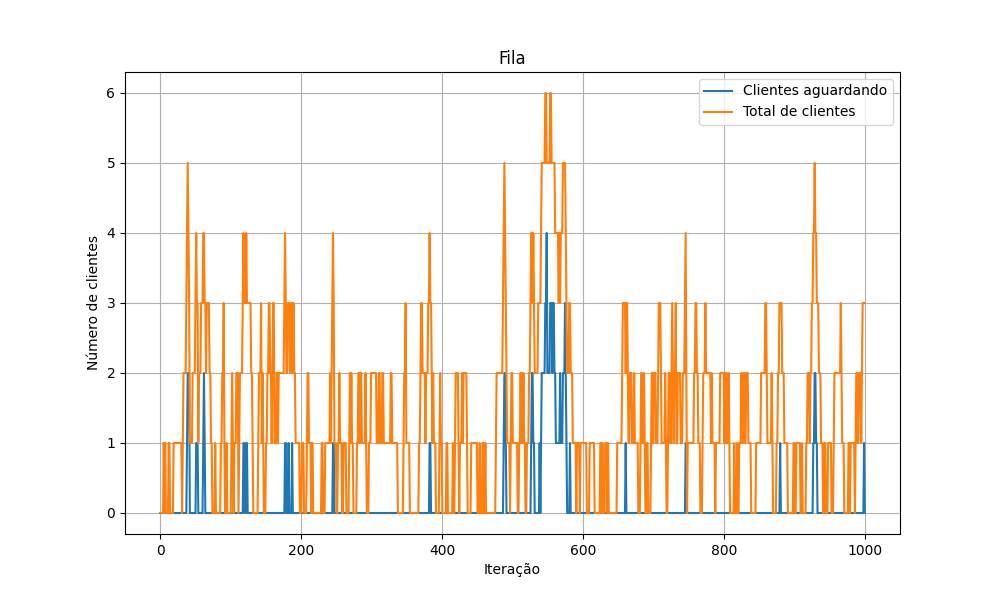 Fila
Clientes aguardando
Total de clientes
Número de clientes
6
5
4
3
2
1
0
0 200 400 600 800 1000
Iteração